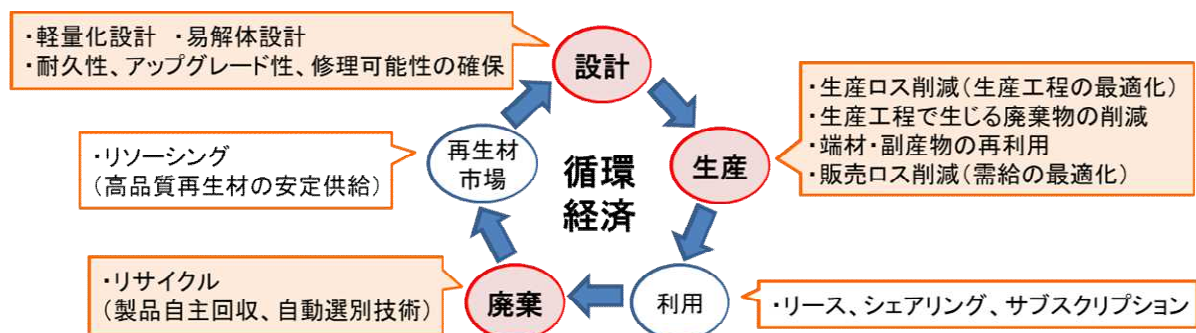 ・軽量化設計 ・易解体設計
・耐久性、アップグレード性、修理可能性の確保
設計
・生産ロス削減(生産工程の最適化)
・生産工程で生じる廃棄物の削減
・端材・副産物の再利用
・販売ロス削減(需給の最適化)
生産
・リース、シェアリング、サブスクリプション
利用
・リサイクル
(製品自主回収、自動選別技術)
廃棄
・リソーシング
(高品質再生材の安定供給)
再生材
市場
循環
経済